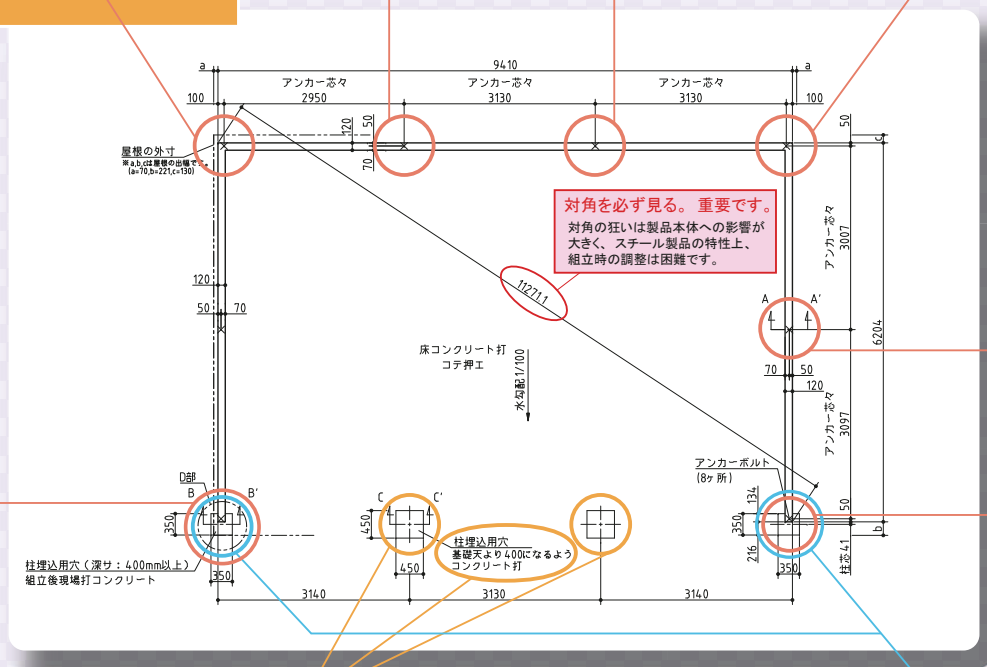 a
9410
a
アンカー芯々
アンカー芯々
アンカー芯々
100
2950
3130
3130
100
120
50
70
50
c
屋根の外寸
※a,b,cは屋根の出幅です。
(a=70,b=221,c=130)
対角を必ず見る。 重要です。
対角の狂いは製品本体への影響が
大きく、スチール製品の特性上、
組立時の調整は困難です。
アンカー芯々
3007
11271.1
120
50
70
A
A'
6204
床コンクリート打
コテ押エ
水勾配1/100
70
50
120
アンカー芯々
3097
アンカーボルト
(8ヶ所)
D部
B
B'
C
C'
134
50
350
450
350
b
柱埋込用穴
基礎天より400になるよう
コンクリート打
216
柱芯41
柱埋込用穴(深サ:400mm以上)
組立後現場打コンクリート
350
450
350
3140
3130
3140